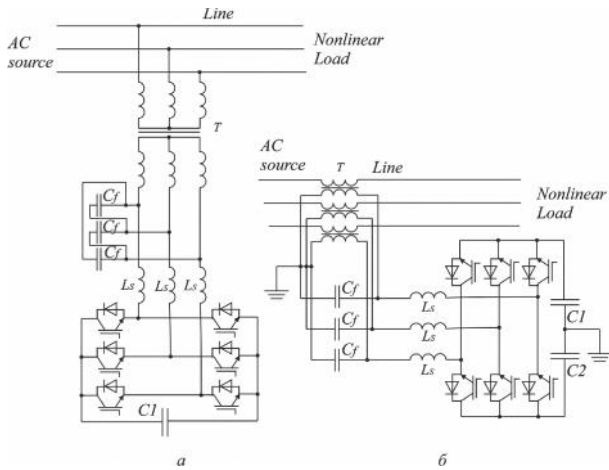 Line
AC
source
Nonlinear
Load
T
Cf
Cf
Cf
Ls
Ls
Ls
C1
а
AC
source
T
Line
Nonlinear
Load
Cf
Cf
Cf
Ls
Ls
Ls
C1
C2
б